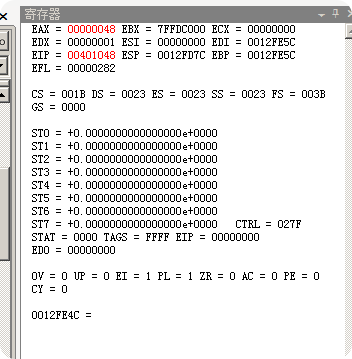 寄存器
EAX = 00000048 EBX = 7FFDC000 ECX = 00000000
EDX = 00000001 ESI = 00000000 EDI = 0012FE5C
EIP = 00401048 ESP = 0012FD7C EBP = 0012FE5C
EFL = 00000282
CS = 001B DS = 0023 ES = 0023 SS = 0023 FS = 003B
GS = 0000
ST0 = +0.0000000000000000e+0000
ST1 = +0.0000000000000000e+0000
ST2 = +0.0000000000000000e+0000
ST3 = +0.0000000000000000e+0000
ST4 = +0.0000000000000000e+0000
ST5 = +0.0000000000000000e+0000
ST6 = +0.0000000000000000e+0000
ST7 = +0.0000000000000000e+0000 CTRL = 027F
STAT = 0000 TAGS = FFFF EIP = 00000000
EDO = 00000000
OV = 0 UP = 0 EI = 1 PL = 1 ZR = 0 AC = 0 PE = 0
CY = 0
0012FE4C =